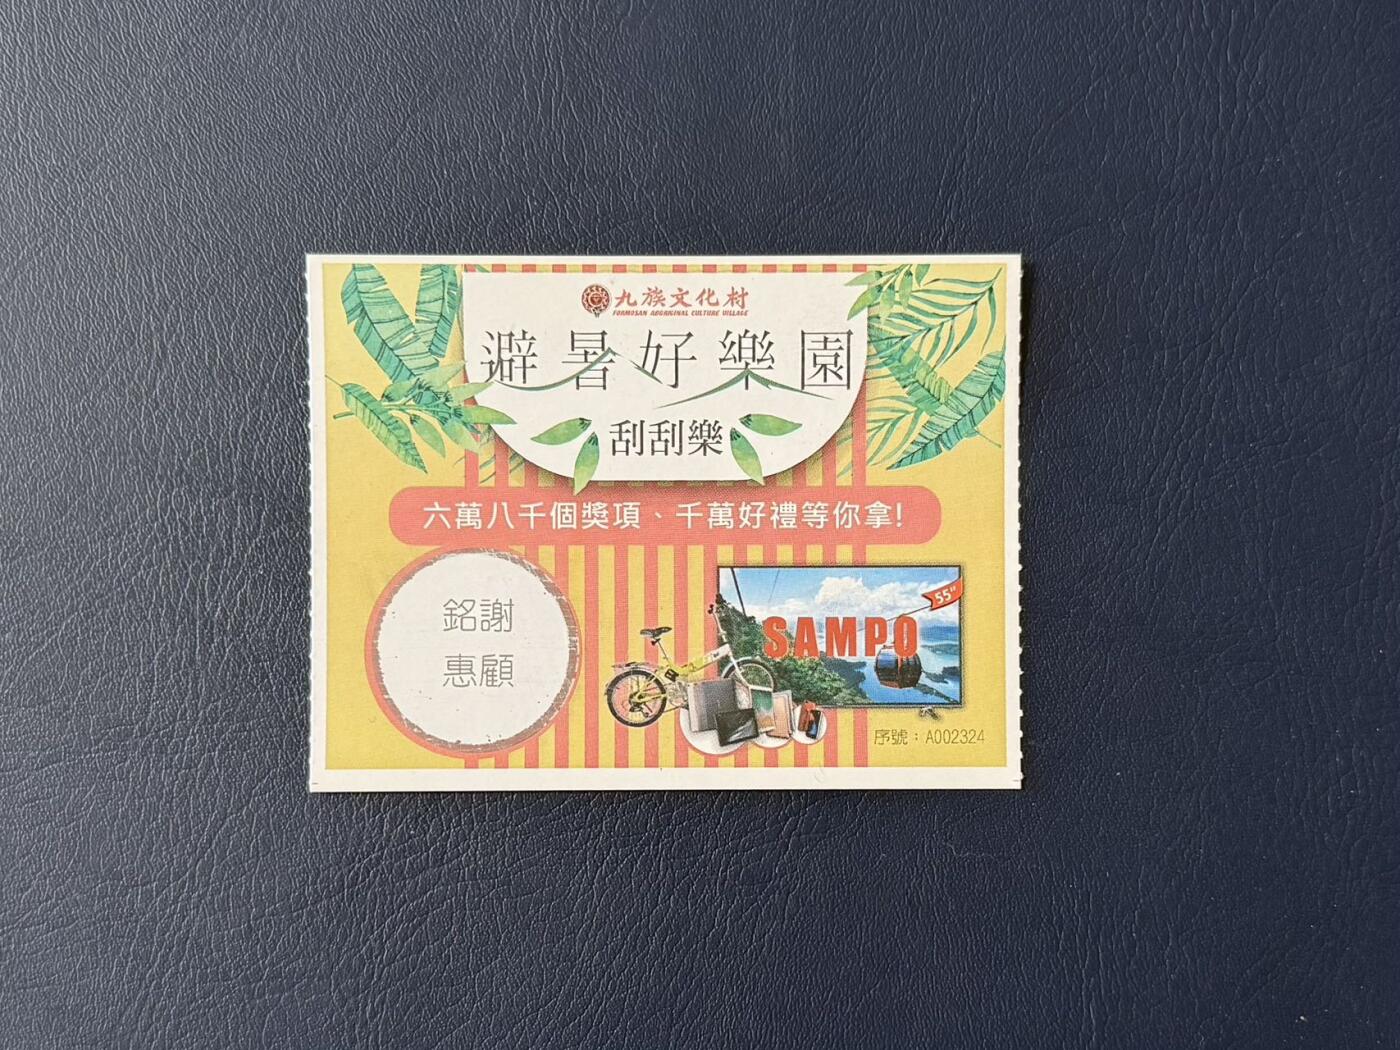 九族文化村
FORMOSAN ABORIGINAL CULTURE VILLAGE
避暑好樂園
刮刮樂
六萬八千個獎項、千萬好禮等你拿!
銘謝
惠顧
55"
SAMPO
序號：A002324